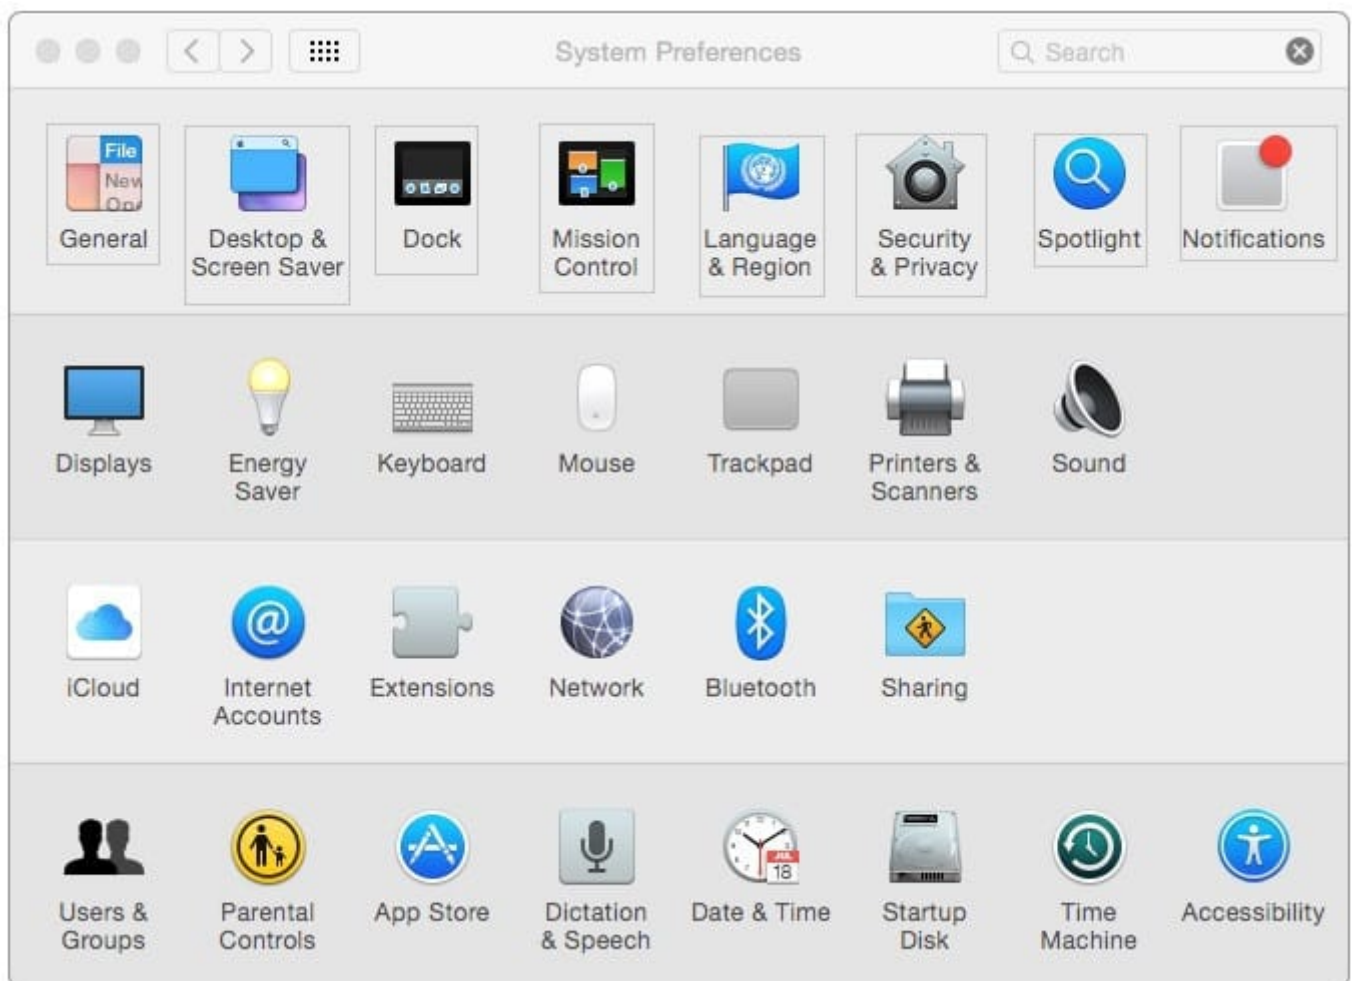 System Preferences
Search
File
New
General
Desktop &
Screen Saver
Dock
Mission
Control
Language
& Region
Security
& Privacy
Spotlight
Notifications
Displays
Energy
Saver
Keyboard
Mouse
Trackpad
Printers &
Scanners
Sound
@
iCloud
Internet
Accounts
Extensions
Network
Bluetooth
Sharing
JUL
18
Users &
Groups
Parental
Controls
App Store
Dictation
& Speech
Date & Time
Startup
Disk
Time
Machine
Accessibility